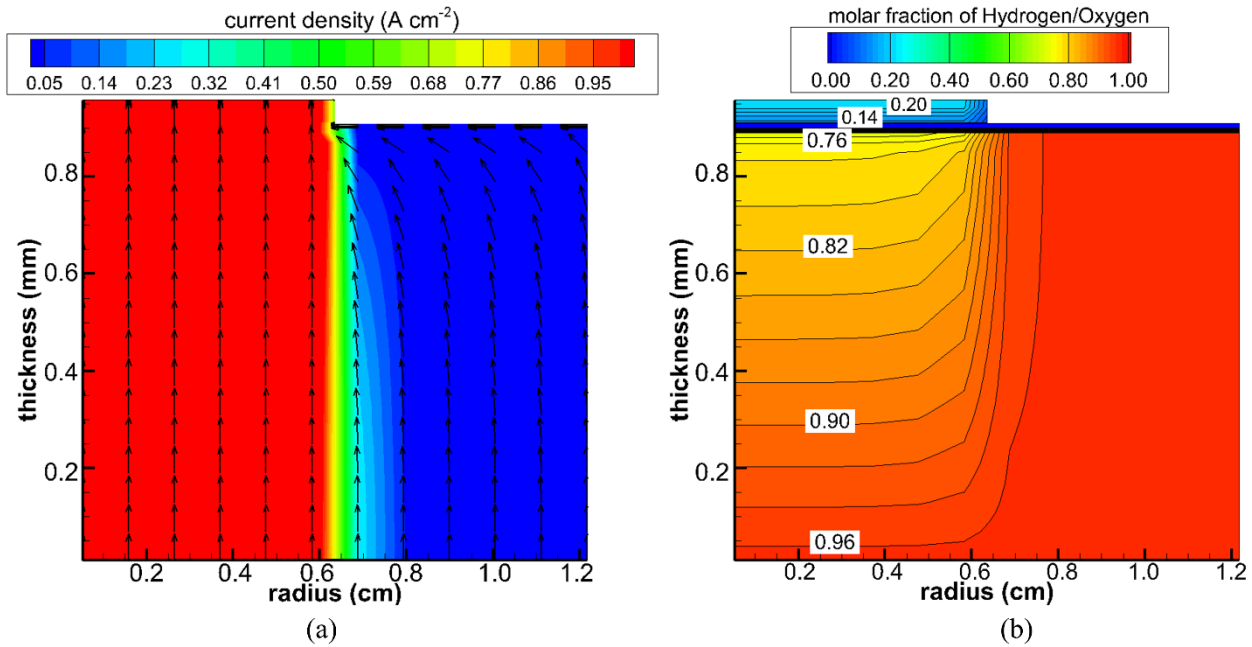 current density (A cm-2)
0.05 0.14 0.23 0.32 0.41 0.50 0.59 0.68 0.77 0.86 0.95
thickness (mm)
0.8
0.6
0.4
0.2
0.2 0.4 0.6 0.8 1.0 1.2
radius (cm)
(a)
molar fraction of Hydrogen/Oxygen
0.00 0.20 0.40 0.60 0.80 1.00
0.20
0.14
0.76
0.82
0.90
0.96
thickness (mm)
0.8
0.6
0.4
0.2
0.2 0.4 0.6 0.8 1.0 1.2
radius (cm)
(b)